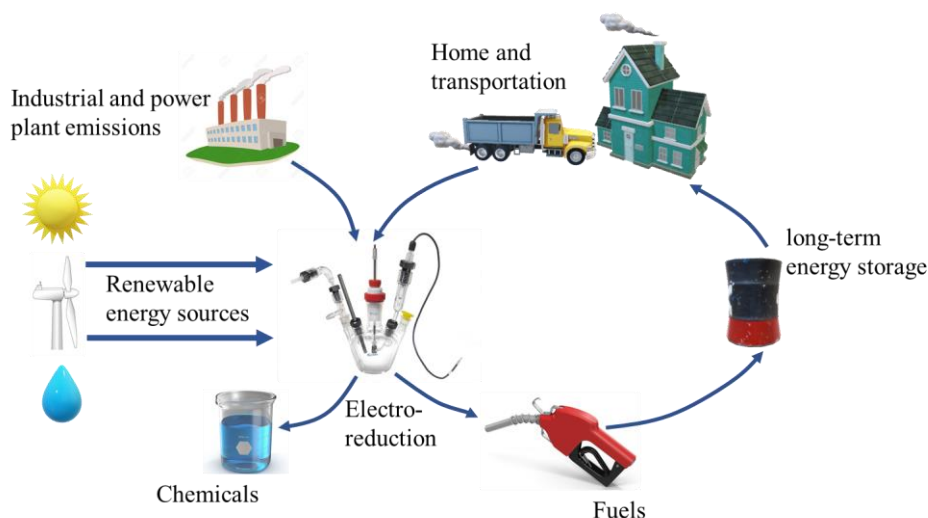 Home and
transportation
Industrial and power
plant emissions
long-term
energy storage
Renewable
energy sources
Electro-
reduction
Chemicals
Fuels